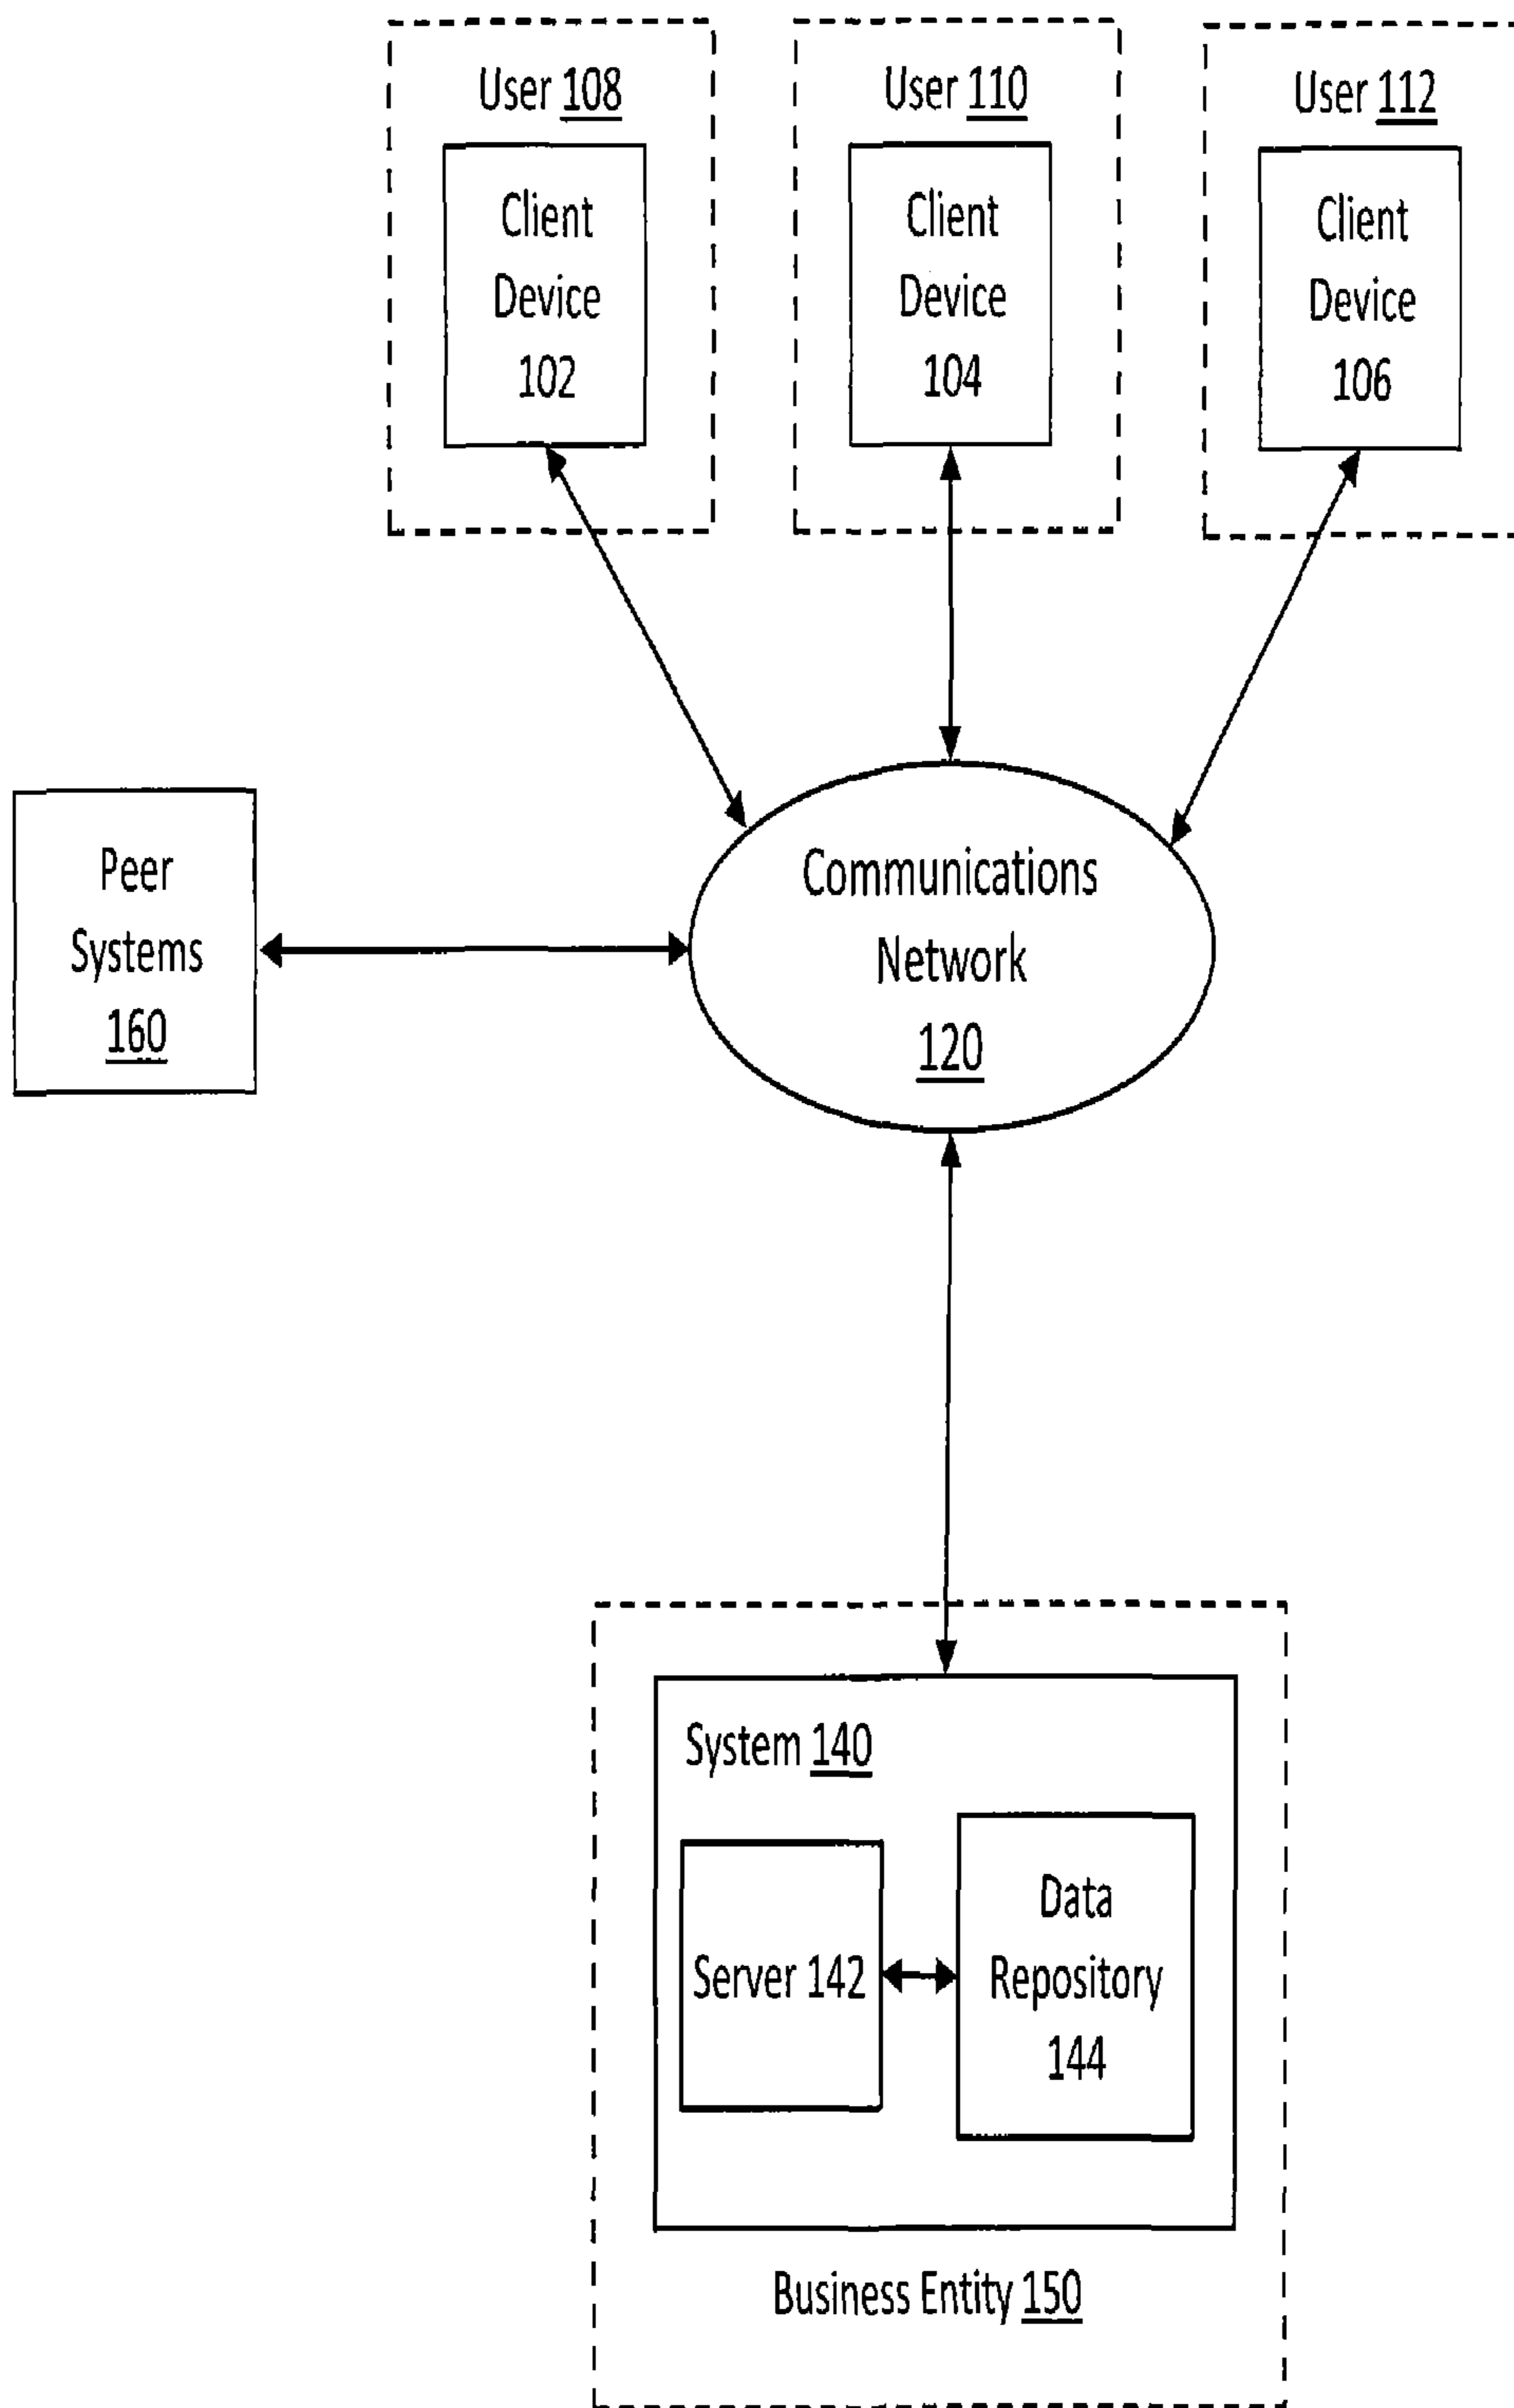 User 108
Client
Device
102
User 110
Client
Device
104
User 112
Client
Device
106
Peer
Systems
160
Communications
Network
120
System 140
Server 142
Data
Repository
144
Business Entity 150